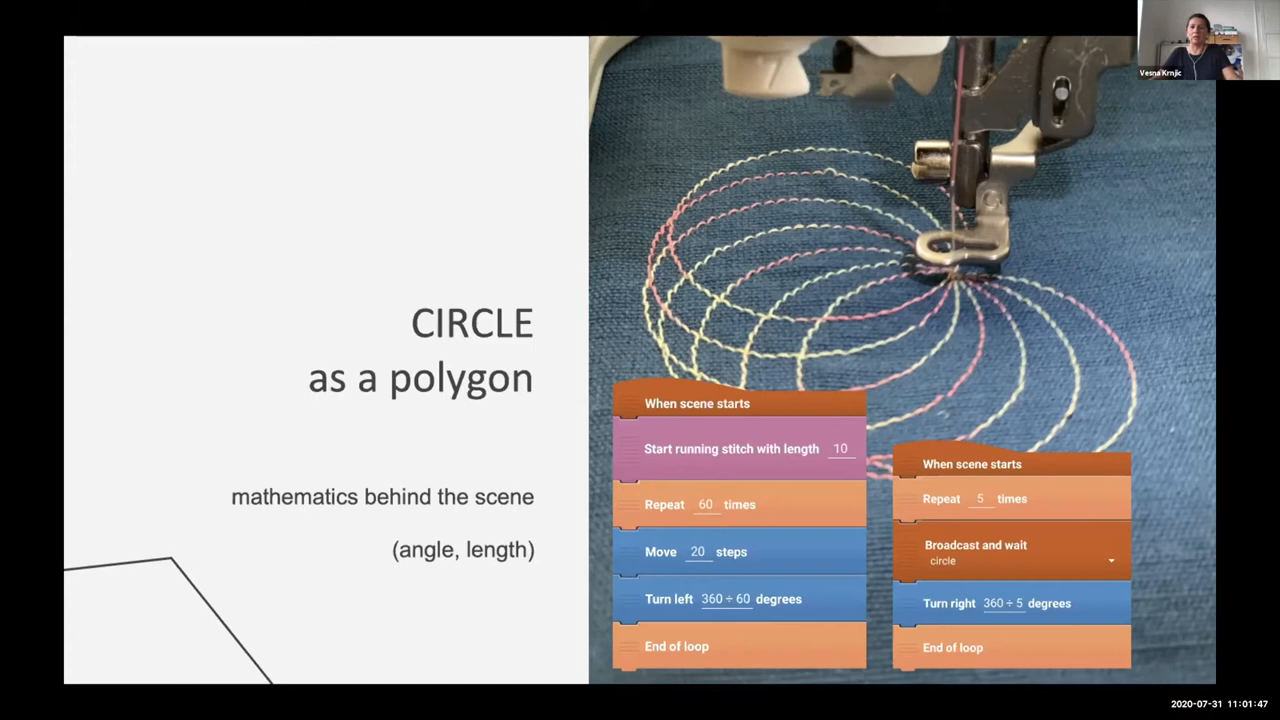 Vesna Krnjic
CIRCLE
as a polygon
mathematics behind the scene
(angle, length)
When scene starts
Start running stitch with length 10
Repeat 60 times
Move 20 steps
Turn left 360 ÷ 60 degrees
End of loop
When scene starts
Repeat 5 times
Broadcast and wait
circle
Turn right 360 ÷ 5 degrees
End of loop
2020-07-31 11:01:47